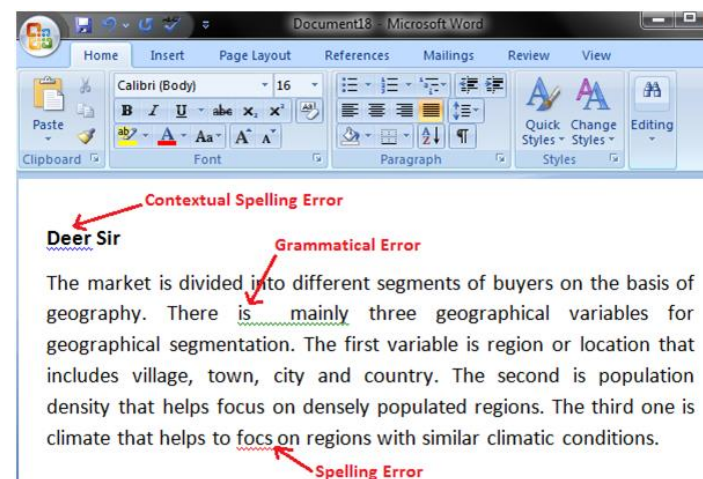 Document18 - Microsoft Word
Home Insert Page Layout References Mailings Review View
Calibri (Body) 16
B I U abc x₂ x²
Paste
ab A Aa A A
Quick Styles Change Styles Editing
Clipboard Font Paragraph Styles
Contextual Spelling Error
Deer Sir
Grammatical Error
The market is divided into different segments of buyers on the basis of
geography. There is mainly three geographical variables for
geographical segmentation. The first variable is region or location that
includes village, town, city and country. The second is population
density that helps focus on densely populated regions. The third one is
climate that helps to focs on regions with similar climatic conditions.
Spelling Error